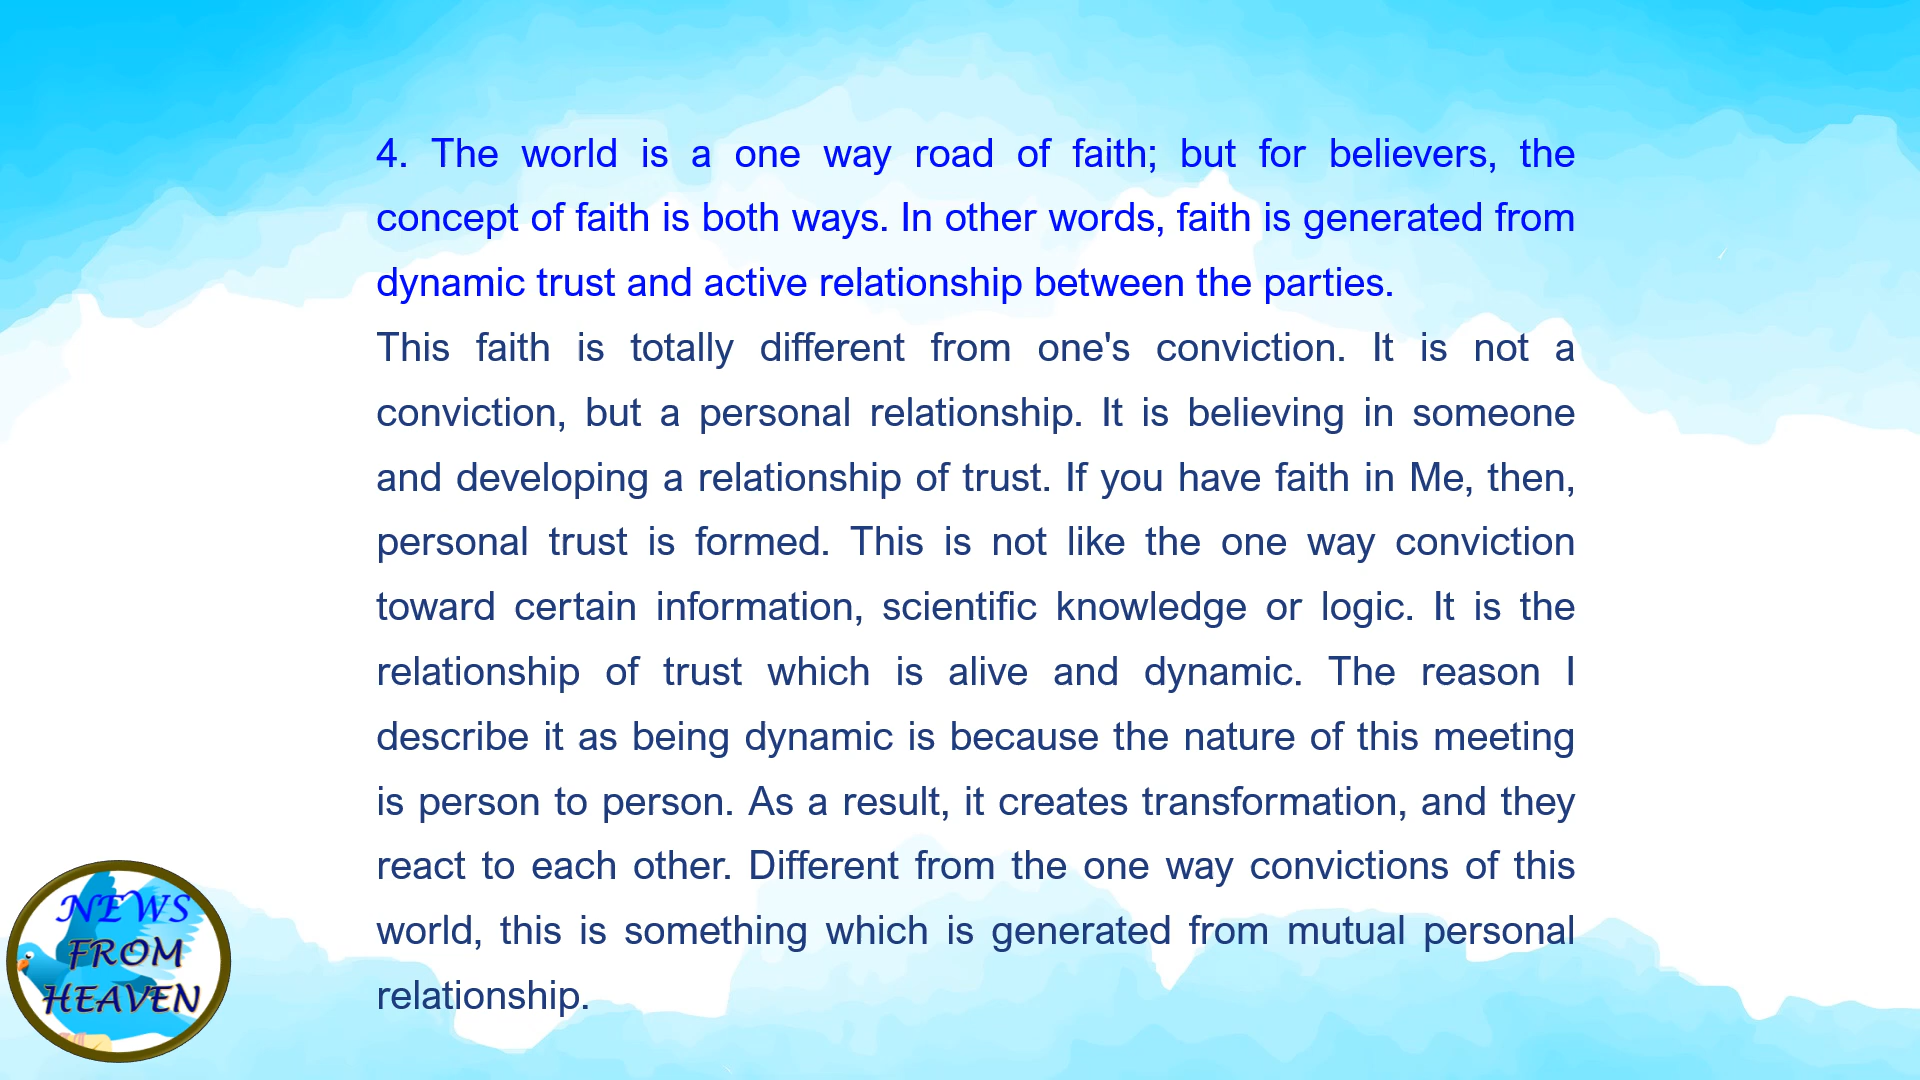 4. The world is a one way road of faith; but for believers, the
concept of faith is both ways. In other words, faith is generated from
dynamic trust and active relationship between the parties.
This faith is totally different from one's conviction. It is not a
conviction, but a personal relationship. It is believing in someone
and developing a relationship of trust. If you have faith in Me, then,
personal trust is formed. This is not like the one way conviction
toward certain information, scientific knowledge or logic. It is the
relationship of trust which is alive and dynamic. The reason I
describe it as being dynamic is because the nature of this meeting
is person to person. As a result, it creates transformation, and they
react to each other. Different from the one way convictions of this
world, this is something which is generated from mutual personal
relationship.
NEWS
FROM
HEAVEN